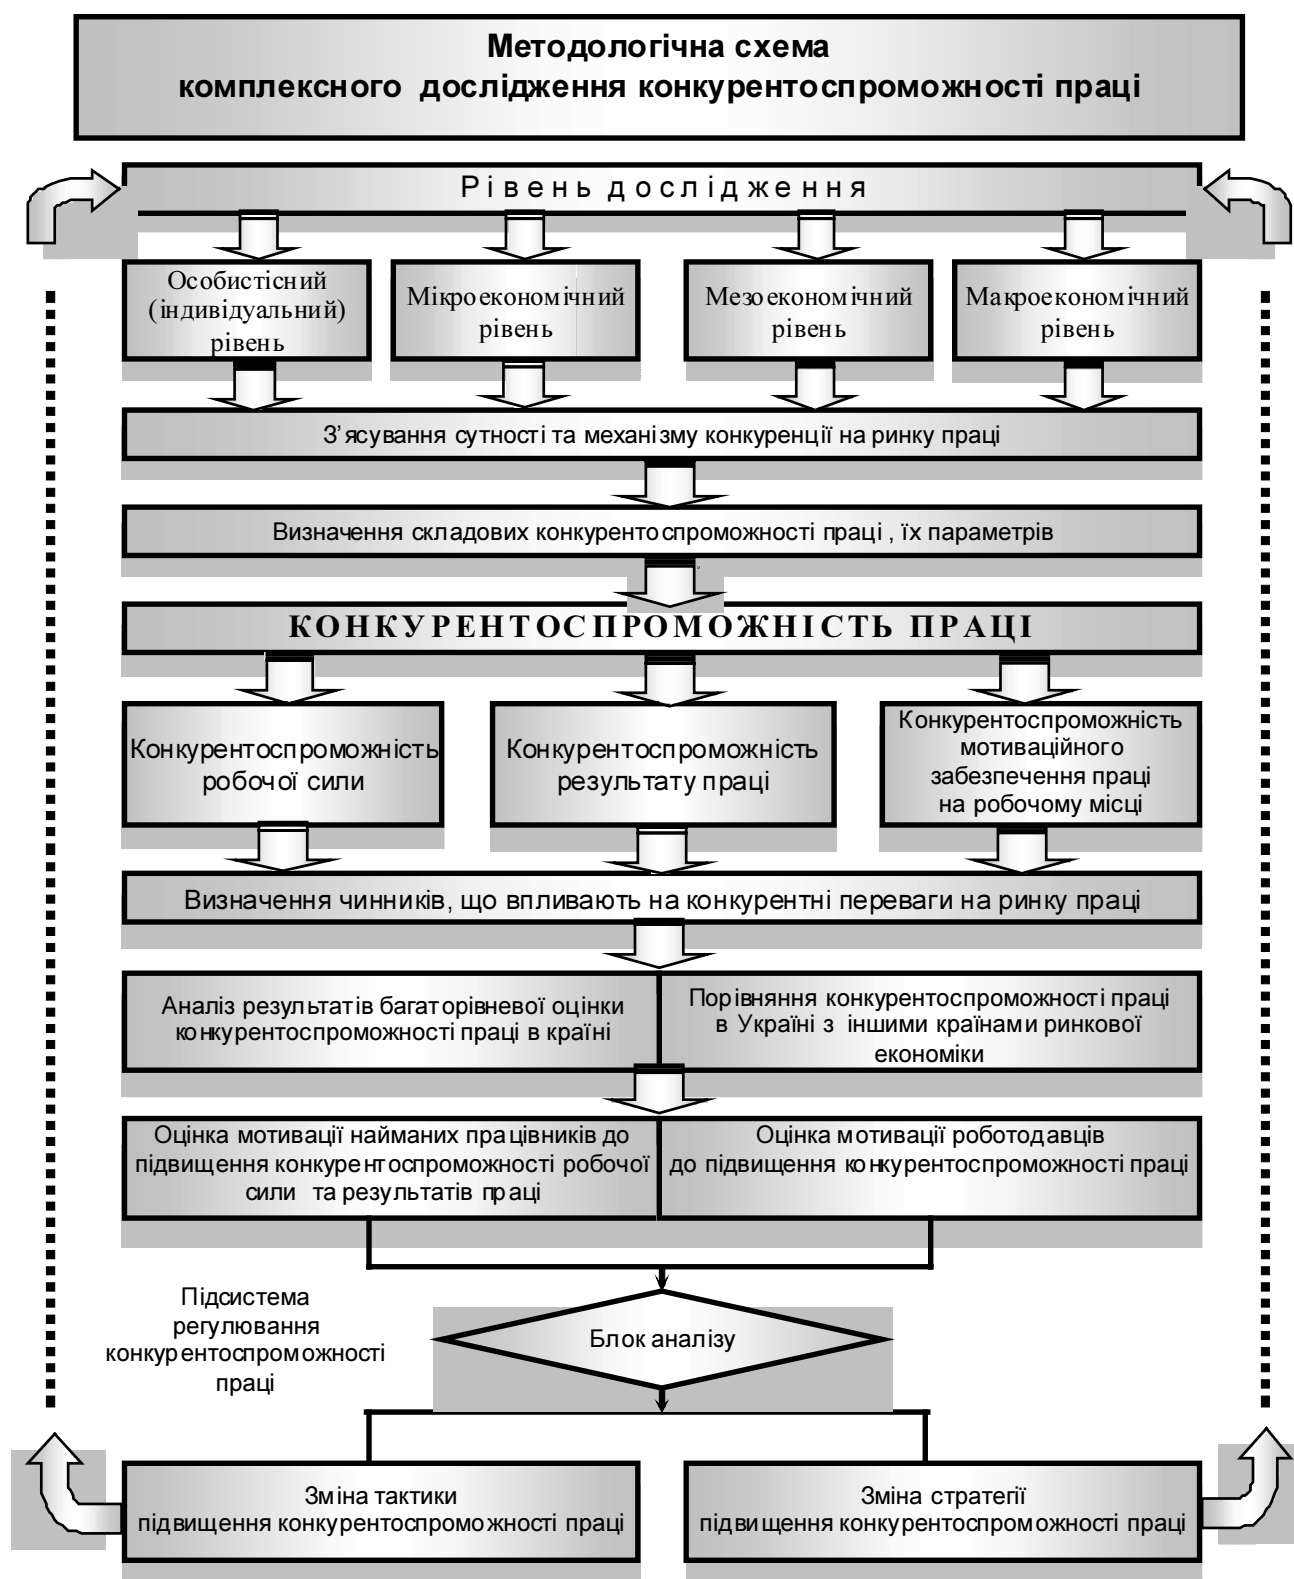 Методологічна схема
комплексного дослідження конкурентоспроможності праці
Рівень дослідження
Особистісний
(індивідуальний)
рівень
Мікроекономічний
рівень
Мезоекономічний
рівень
Макроекономічний
рівень
З’ясування сутності та механізму конкуренції на ринку праці
Визначення складових конкурентоспроможності праці , їх параметрів
КОНКУРЕНТОСПРОМОЖНІСТЬ ПРАЦІ
Конкурентоспроможність
робочої сили
Конкурентоспроможність
результату праці
Конкурентоспроможність
мотиваційного
забезпечення праці
на робочому місці
Визначення чинників, що впливають на конкурентні переваги на ринку праці
Аналіз результатів багаторівневої оцінки
конкурентоспроможності праці в країні
Порівняння конкурентоспроможності праці
в Україні з іншими країнами ринкової
економіки
Оцінка мотивації найманих працівників до
підвищення конкурентоспроможності робочої
сили та результатів праці
Оцінка мотивації роботодавців
до підвищення конкурентоспроможності праці
Підсистема
регулювання
конкурентоспроможності
праці
Блок аналізу
Зміна тактики
підвищення конкурентоспроможності праці
Зміна стратегії
підвищення конкурентоспроможності праці